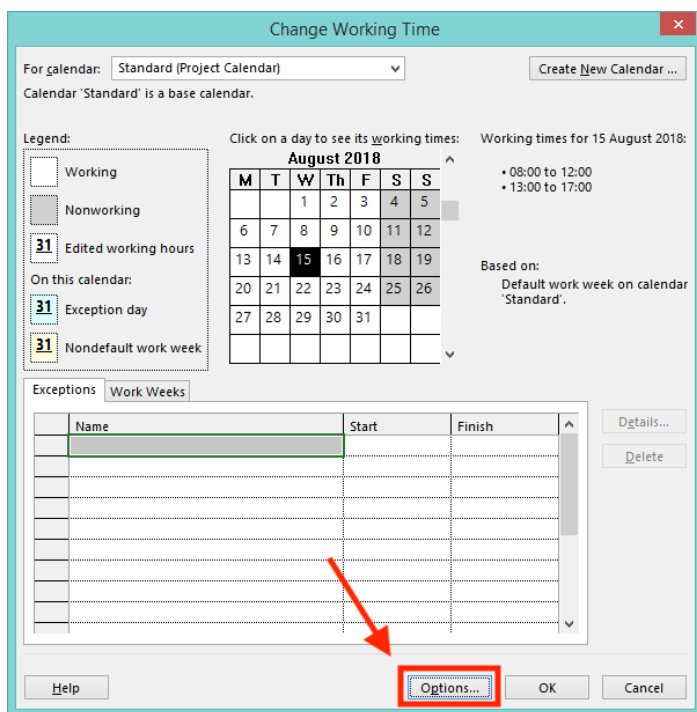 Change Working Time
For calendar: Standard (Project Calendar) Create New Calendar ...
Calendar 'Standard' is a base calendar.
Legend: Click on a day to see its working times: Working times for 15 August 2018:
Working
Nonworking
31 Edited working hours
On this calendar:
31 Exception day
31 Nondefault work week
August 2018
M T W Th F S S
1 2 3 4 5
6 7 8 9 10 11 12
13 14 15 16 17 18 19
20 21 22 23 24 25 26
27 28 29 30 31
• 08:00 to 12:00
• 13:00 to 17:00
Based on:
Default work week on calendar
'Standard'.
Exceptions Work Weeks
Name Start Finish
Details...
Delete
Help Options... OK Cancel